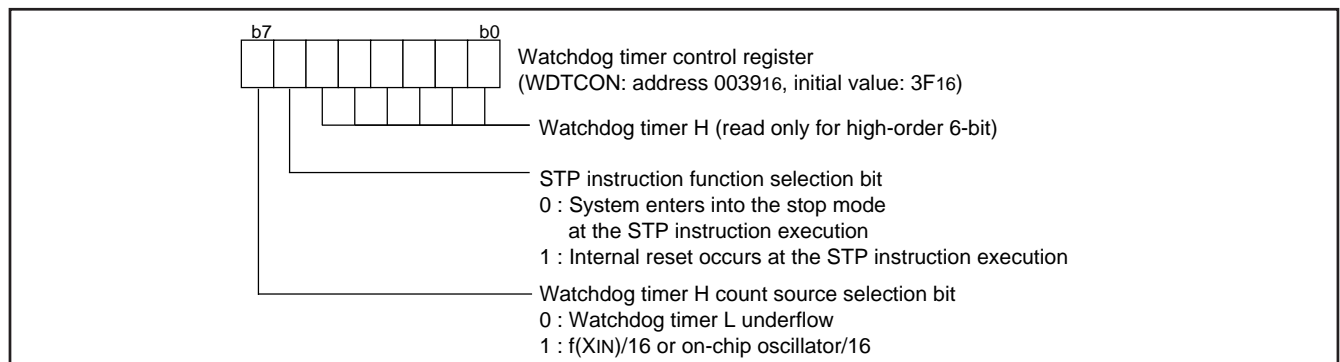 b7 b0
Watchdog timer control register
(WDTCON: address 003916, initial value: 3F16)
Watchdog timer H (read only for high-order 6-bit)
STP instruction function selection bit
0 : System enters into the stop mode
at the STP instruction execution
1 : Internal reset occurs at the STP instruction execution
Watchdog timer H count source selection bit
0 : Watchdog timer L underflow
1 : f(XIN)/16 or on-chip oscillator/16